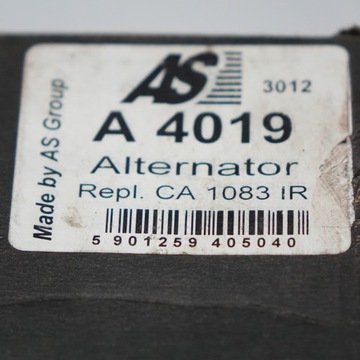 AS
3012
A 4019
Alternator
Repl. CA 1083 IR
5 901259 405040
Made by AS Group